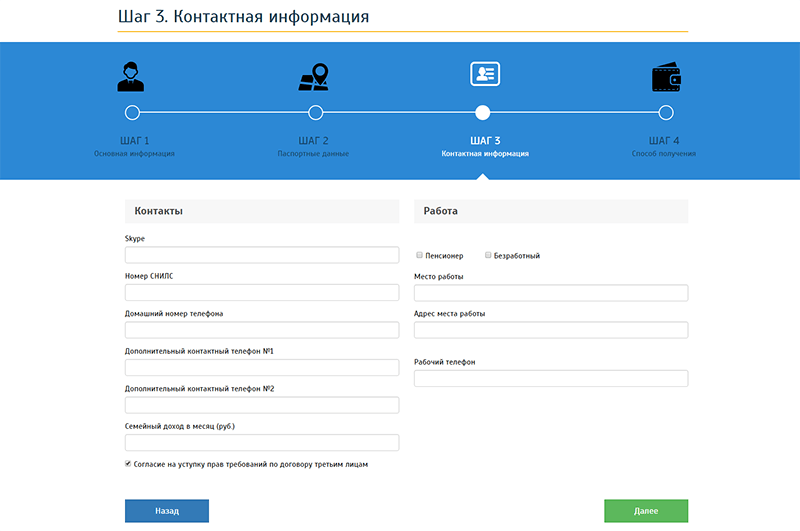 Шаг 3. Контактная информация
ШАГ 1
Основная информация
ШАГ 2
Паспортные данные
ШАГ 3
Контактная информация
ШАГ 4
Способ получения
Контакты
Skype
Номер СНИЛС
Домашний номер телефона
Дополнительный контактный телефон №1
Дополнительный контактный телефон №2
Семейный доход в месяц (руб.)
Согласие на уступку прав требований по договору третьим лицам
Работа
Пенсионер
Безработный
Место работы
Адрес места работы
Рабочий телефон
Назад
Далее